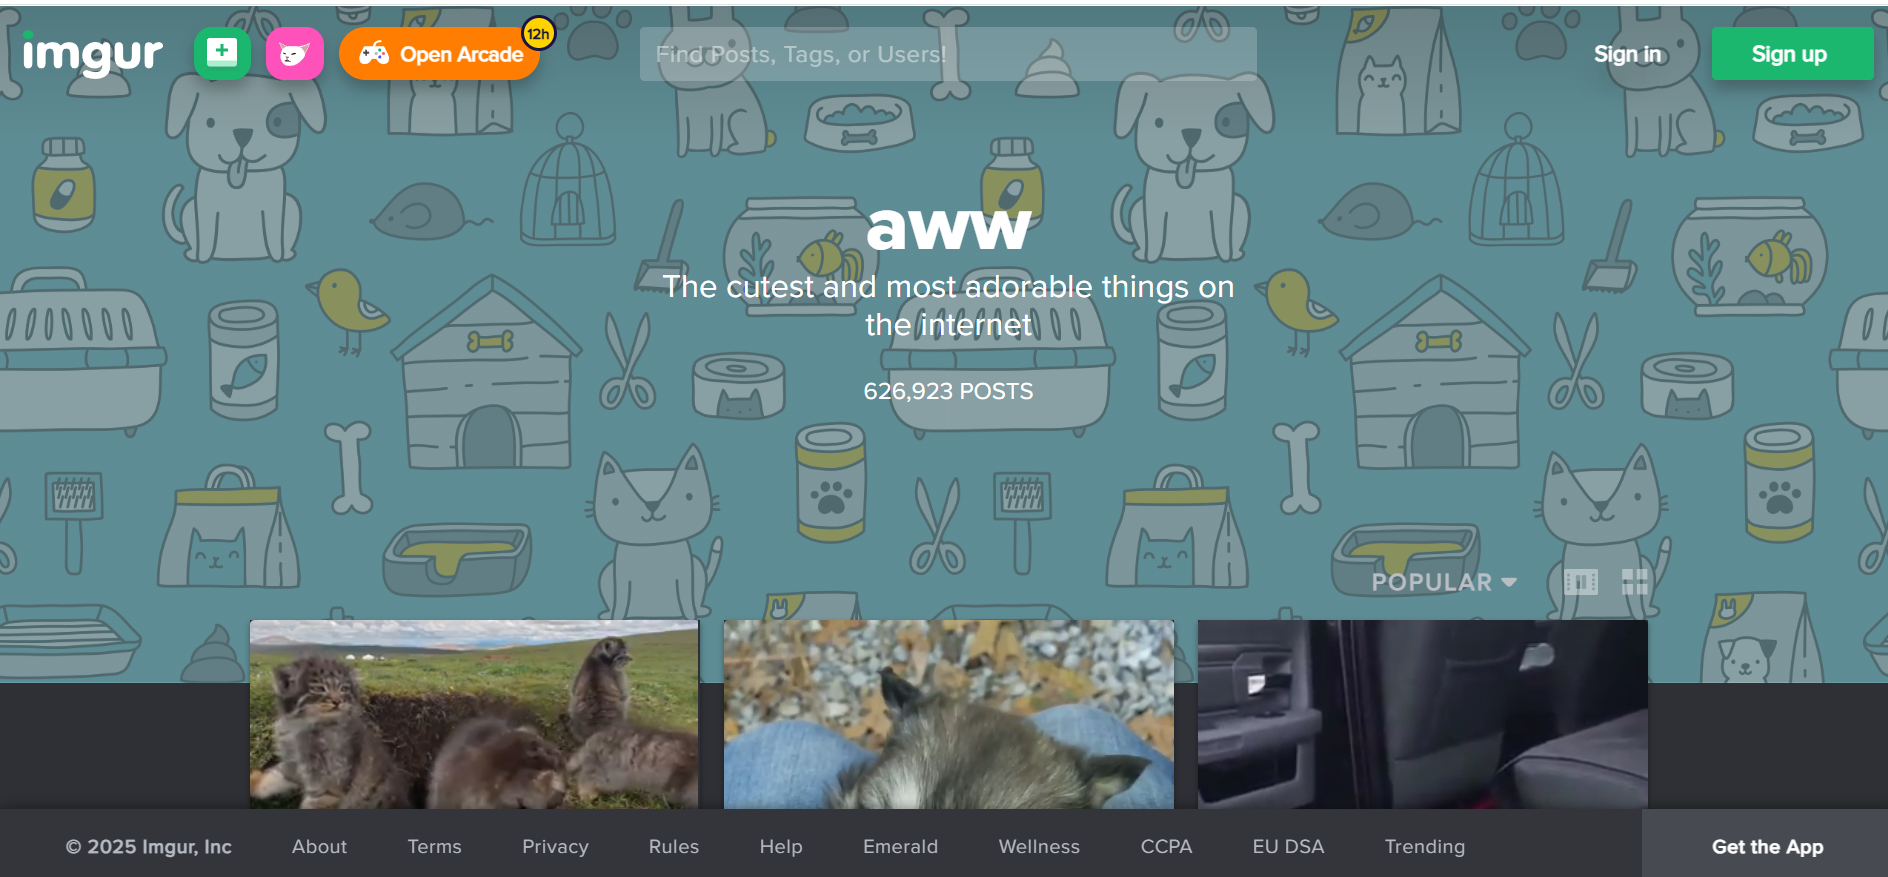 imgur
Open Arcade
12h
Find Posts, Tags, or Users!
Sign in
Sign up
aww
The cutest and most adorable things on
the internet
626,923 POSTS
POPULAR
© 2025 Imgur, Inc
About
Terms
Privacy
Rules
Help
Emerald
Wellness
CCPA
EU DSA
Trending
Get the App